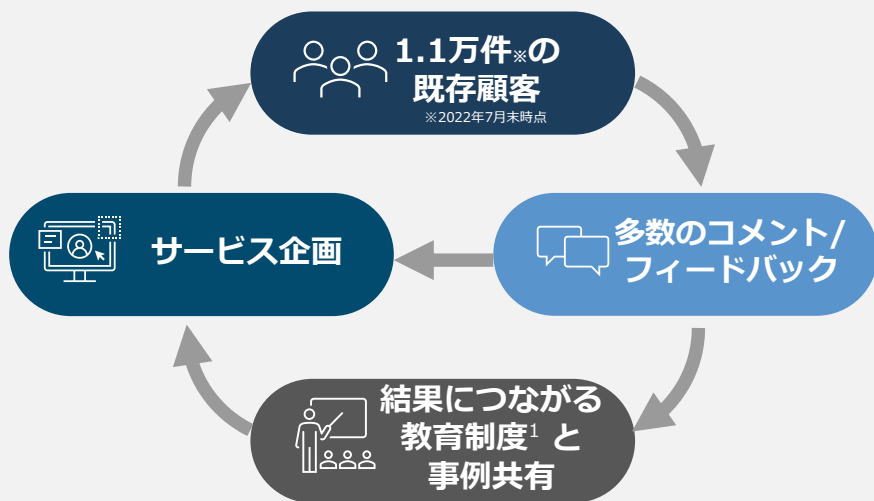 1.1万件※の
既存顧客
※2022年7月末時点
サービス企画
多数のコメント/
フィードバック
結果につながる
教育制度1 と
事例共有